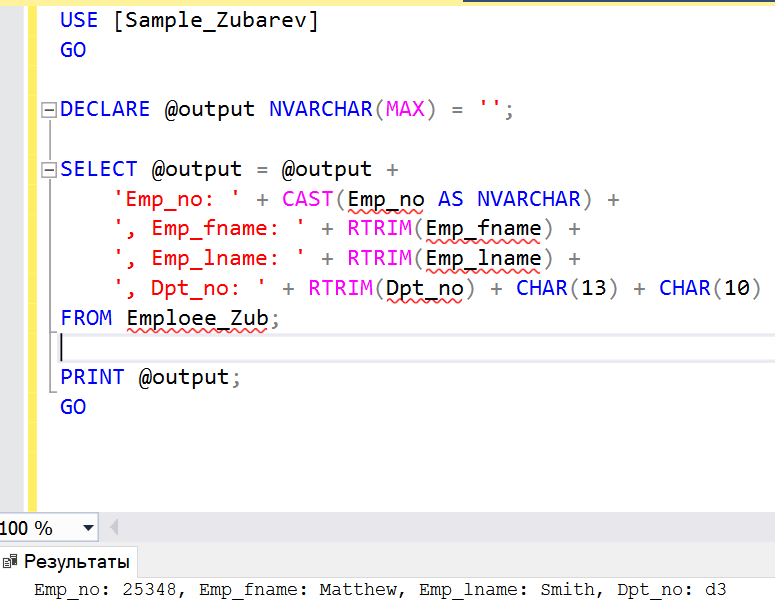 USE [Sample_Zubarev]
GO
DECLARE @output NVARCHAR(MAX) = '';
SELECT @output = @output +
'Emp_no: ' + CAST(Emp_no AS NVARCHAR) +
', Emp_fname: ' + RTRIM(Emp_fname) +
', Emp_lname: ' + RTRIM(Emp_lname) +
', Dpt_no: ' + RTRIM(Dpt_no) + CHAR(13) + CHAR(10)
FROM Emploee_Zub;
PRINT @output;
GO
100 %
Результаты
Emp_no: 25348, Emp_fname: Matthew, Emp_lname: Smith, Dpt_no: d3